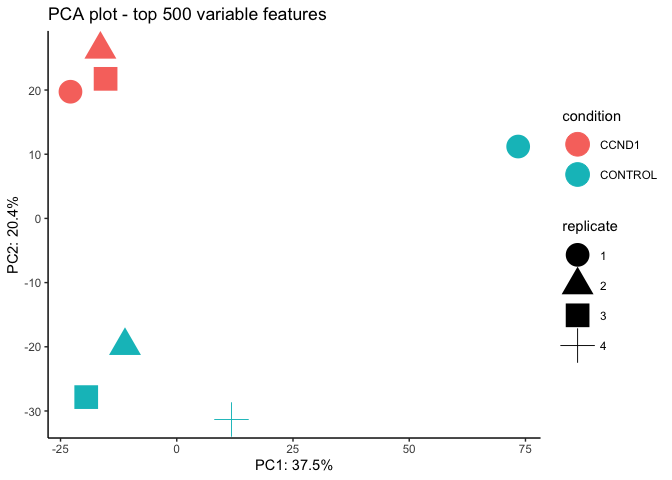 PCA plot - top 500 variable features
20
10
0
-10
-20
-30
PC2: 20.4%
-25
0
25
50
75
PC1: 37.5%
condition
CCND1
CONTROL
replicate
1
2
3
4